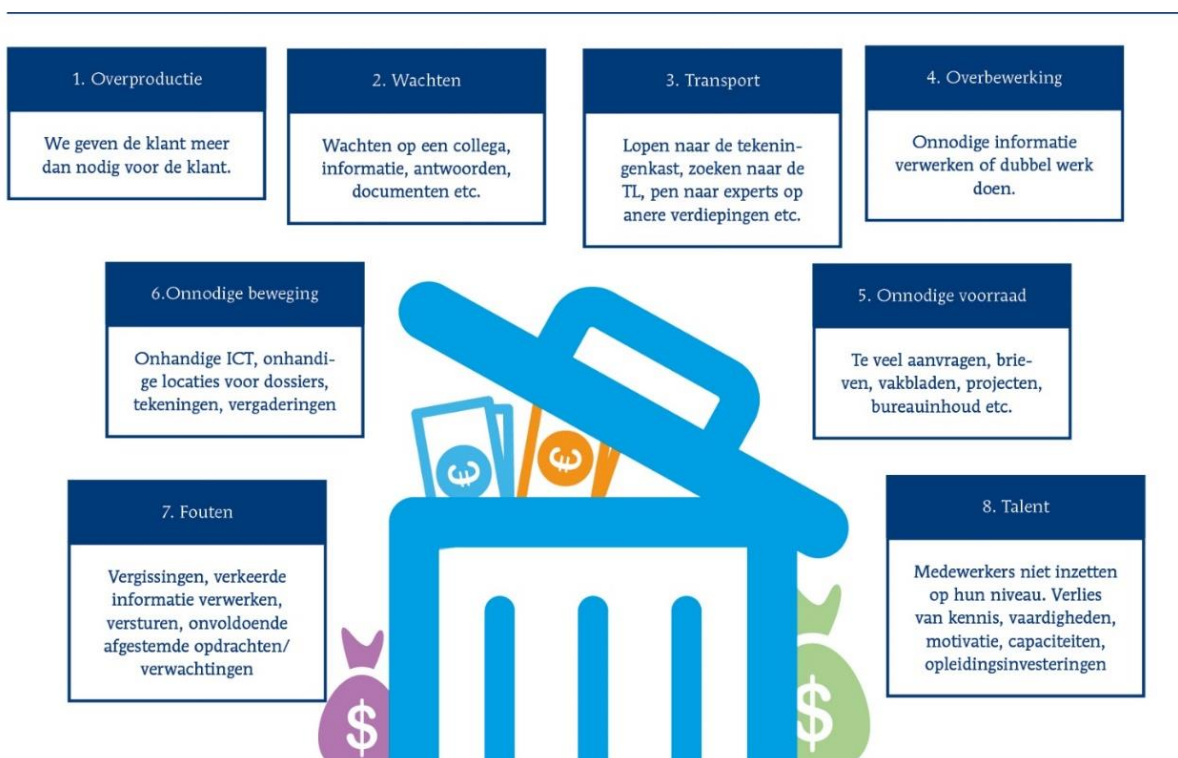 1. Overproductie
We geven de klant meer
dan nodig voor de klant.
2. Wachten
Wachten op een collega,
informatie, antwoorden,
documenten etc.
3. Transport
Lopen naar de tekenin-
genkast, zoeken naar de
TL, pen naar experts op
anere verdiepingen etc.
4. Overbewerking
Onnodige informatie
verwerken of dubbel werk
doen.
6.Onnodige beweging
Onhandige ICT, onhandi-
ge locaties voor dossiers,
tekeningen, vergaderingen
5. Onnodige voorraad
Te veel aanvragen, brie-
ven, vakbladen, projecten,
bureauinhoud etc.
7. Fouten
Vergissingen, verkeerde
informatie verwerken,
versturen, onvoldoende
afgestemde opdrachten/
verwachtingen
8. Talent
Medewerkers niet inzetten
op hun niveau. Verlies
van kennis, vaardigheden,
motivatie, capaciteiten,
opleidingsinvesteringen
€
€
$
$